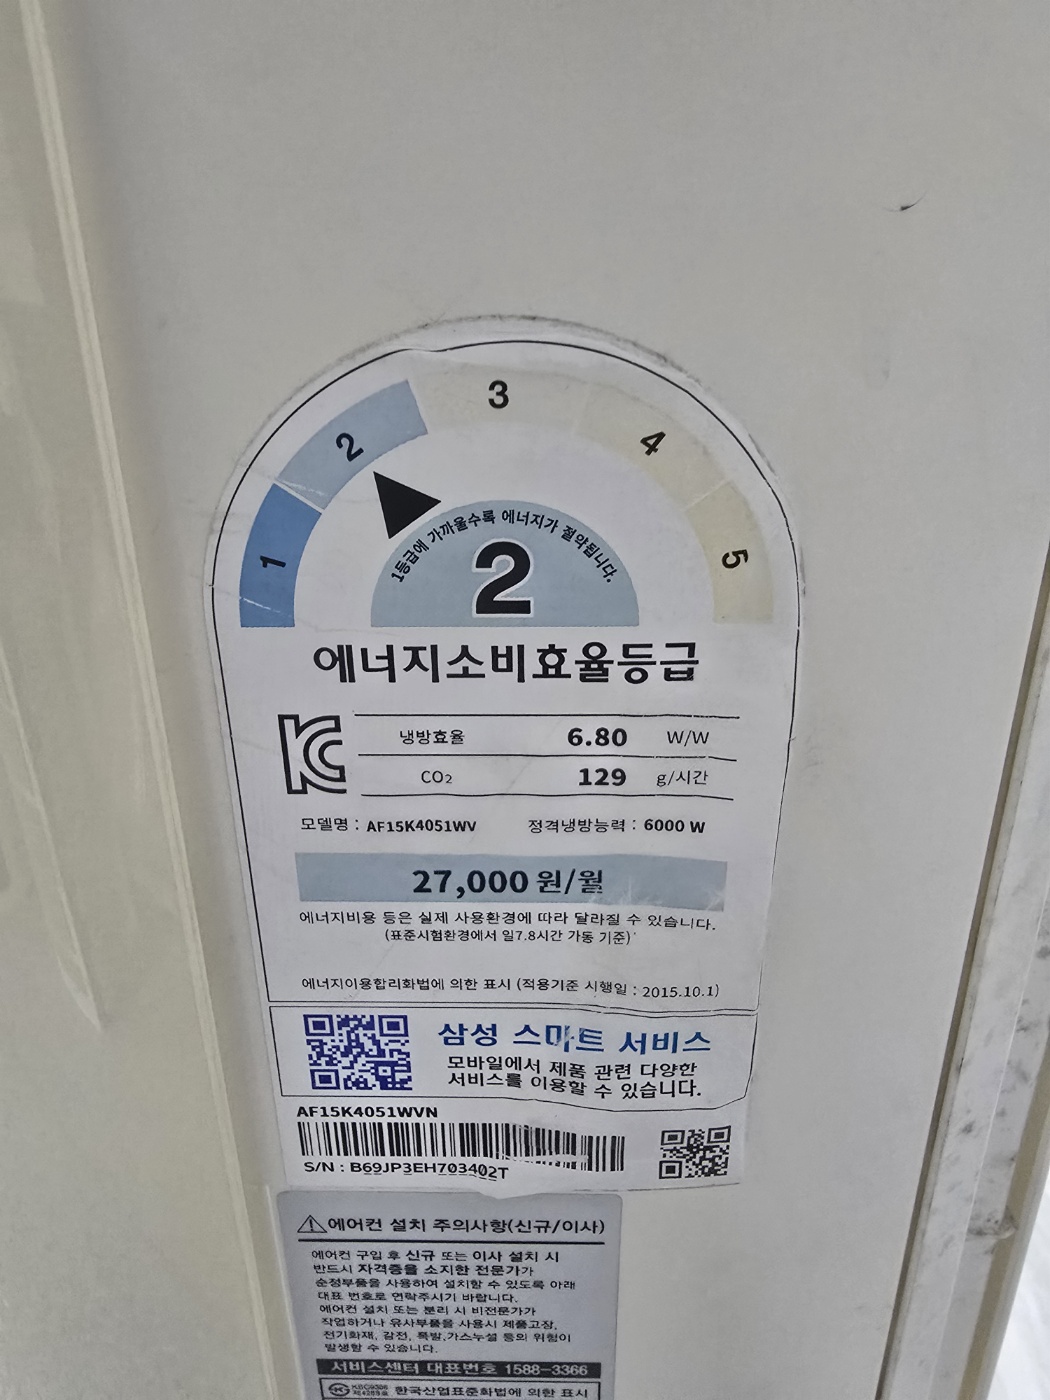 1 2 3 4 5
1등급에 가까울수록 에너지가 절약됩니다.
2
에너지소비효율등급
냉방효율 6.80 W/W
CO₂ 129 g/시간
모델명 : AF15K4051WV 정격냉방능력 : 6000 W
27,000원/월
에너지비용 등은 실제 사용환경에 따라 달라질 수 있습니다.
(표준시험환경에서 일7.8시간 가동 기준)
에너지이용합리화법에 의한 표시 (적용기준 시행일 : 2015.10.1)
삼성 스마트 서비스
모바일에서 제품 관련 다양한
서비스를 이용할 수 있습니다.
AF15K4051WVN
S/N : B69JP3EH703402T
에어컨 설치 주의사항(신규/이사)
에어컨 구입 후 신규 또는 이사 설치 시
반드시 자격증을 소지한 전문가가
순정부품을 사용하여 설치할 수 있도록 아래
대표 번호로 연락주시기 바랍니다.
에어컨 설치 또는 분리 시 비전문가가
작업하거나 유사부품을 사용시 제품고장,
전기화재, 감전, 폭발,가스누설 등의 위험이
발생할 수 있습니다.
서비스센터 대표번호 1588-3366
한국산업표준화법에 의한 표시